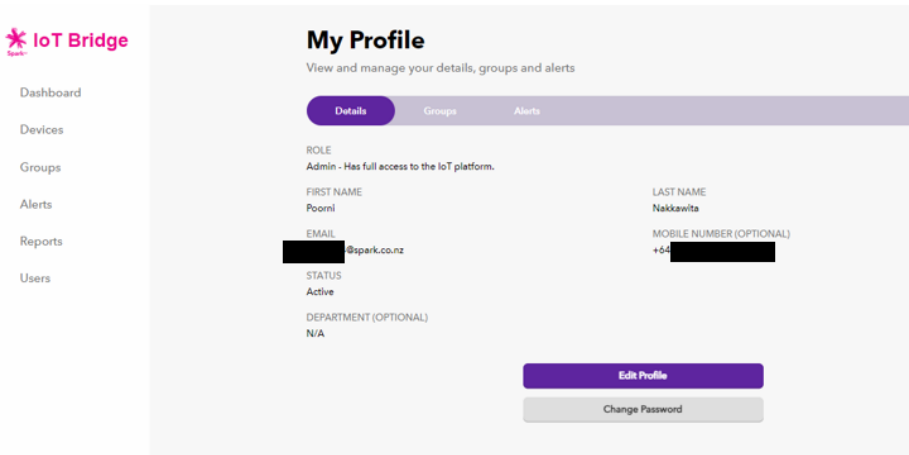 IoT Bridge
Spark
Dashboard
Devices
Groups
Alerts
Reports
Users
My Profile
View and manage your details, groups and alerts
Details Groups Alerts
ROLE
Admin - Has full access to the IoT platform.
FIRST NAME LAST NAME
Poorni Nakkawita
EMAIL MOBILE NUMBER (OPTIONAL)
@spark.co.nz +64
STATUS
Active
DEPARTMENT (OPTIONAL)
N/A
Edit Profile
Change Password